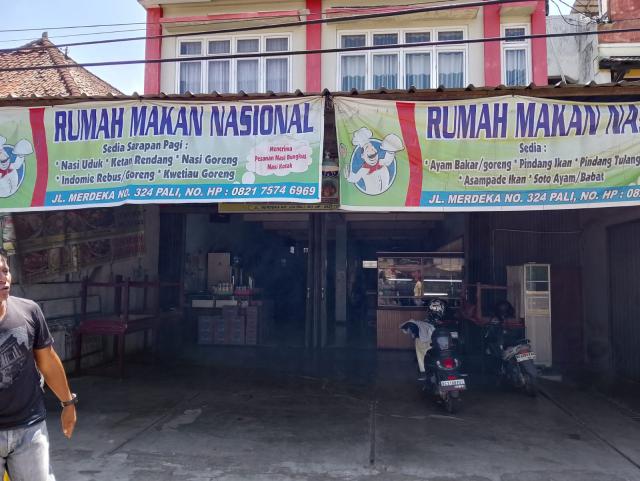 RUMAH MAKAN NASIONAL
Sedia Sarapan Pagi :
* Nasi Uduk * Ketan Rendang * Nasi Goreng
* Indomie Rebus/Goreng * Kwetiau Goreng
Menerima
Pesanan Nasi Bungkus
Nasi Kotak
JL. MERDEKA NO. 324 PALI, NO. HP : 0821 7574 6969
RUMAH MAKAN NA
Sedia :
* Ayam Bakar/goreng * Pindang Ikan * Pindang Tulang
* Asampade Ikan * Soto Ayam/Babat
JL. MERDEKA NO. 324 PALI, NO. HP : 082